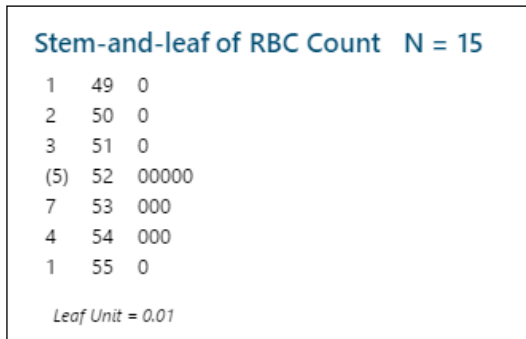 Stem-and-leaf of RBC Count N = 15
1 49 0
2 50 0
3 51 0
(5) 52 00000
7 53 000
4 54 000
1 55 0
Leaf Unit = 0.01